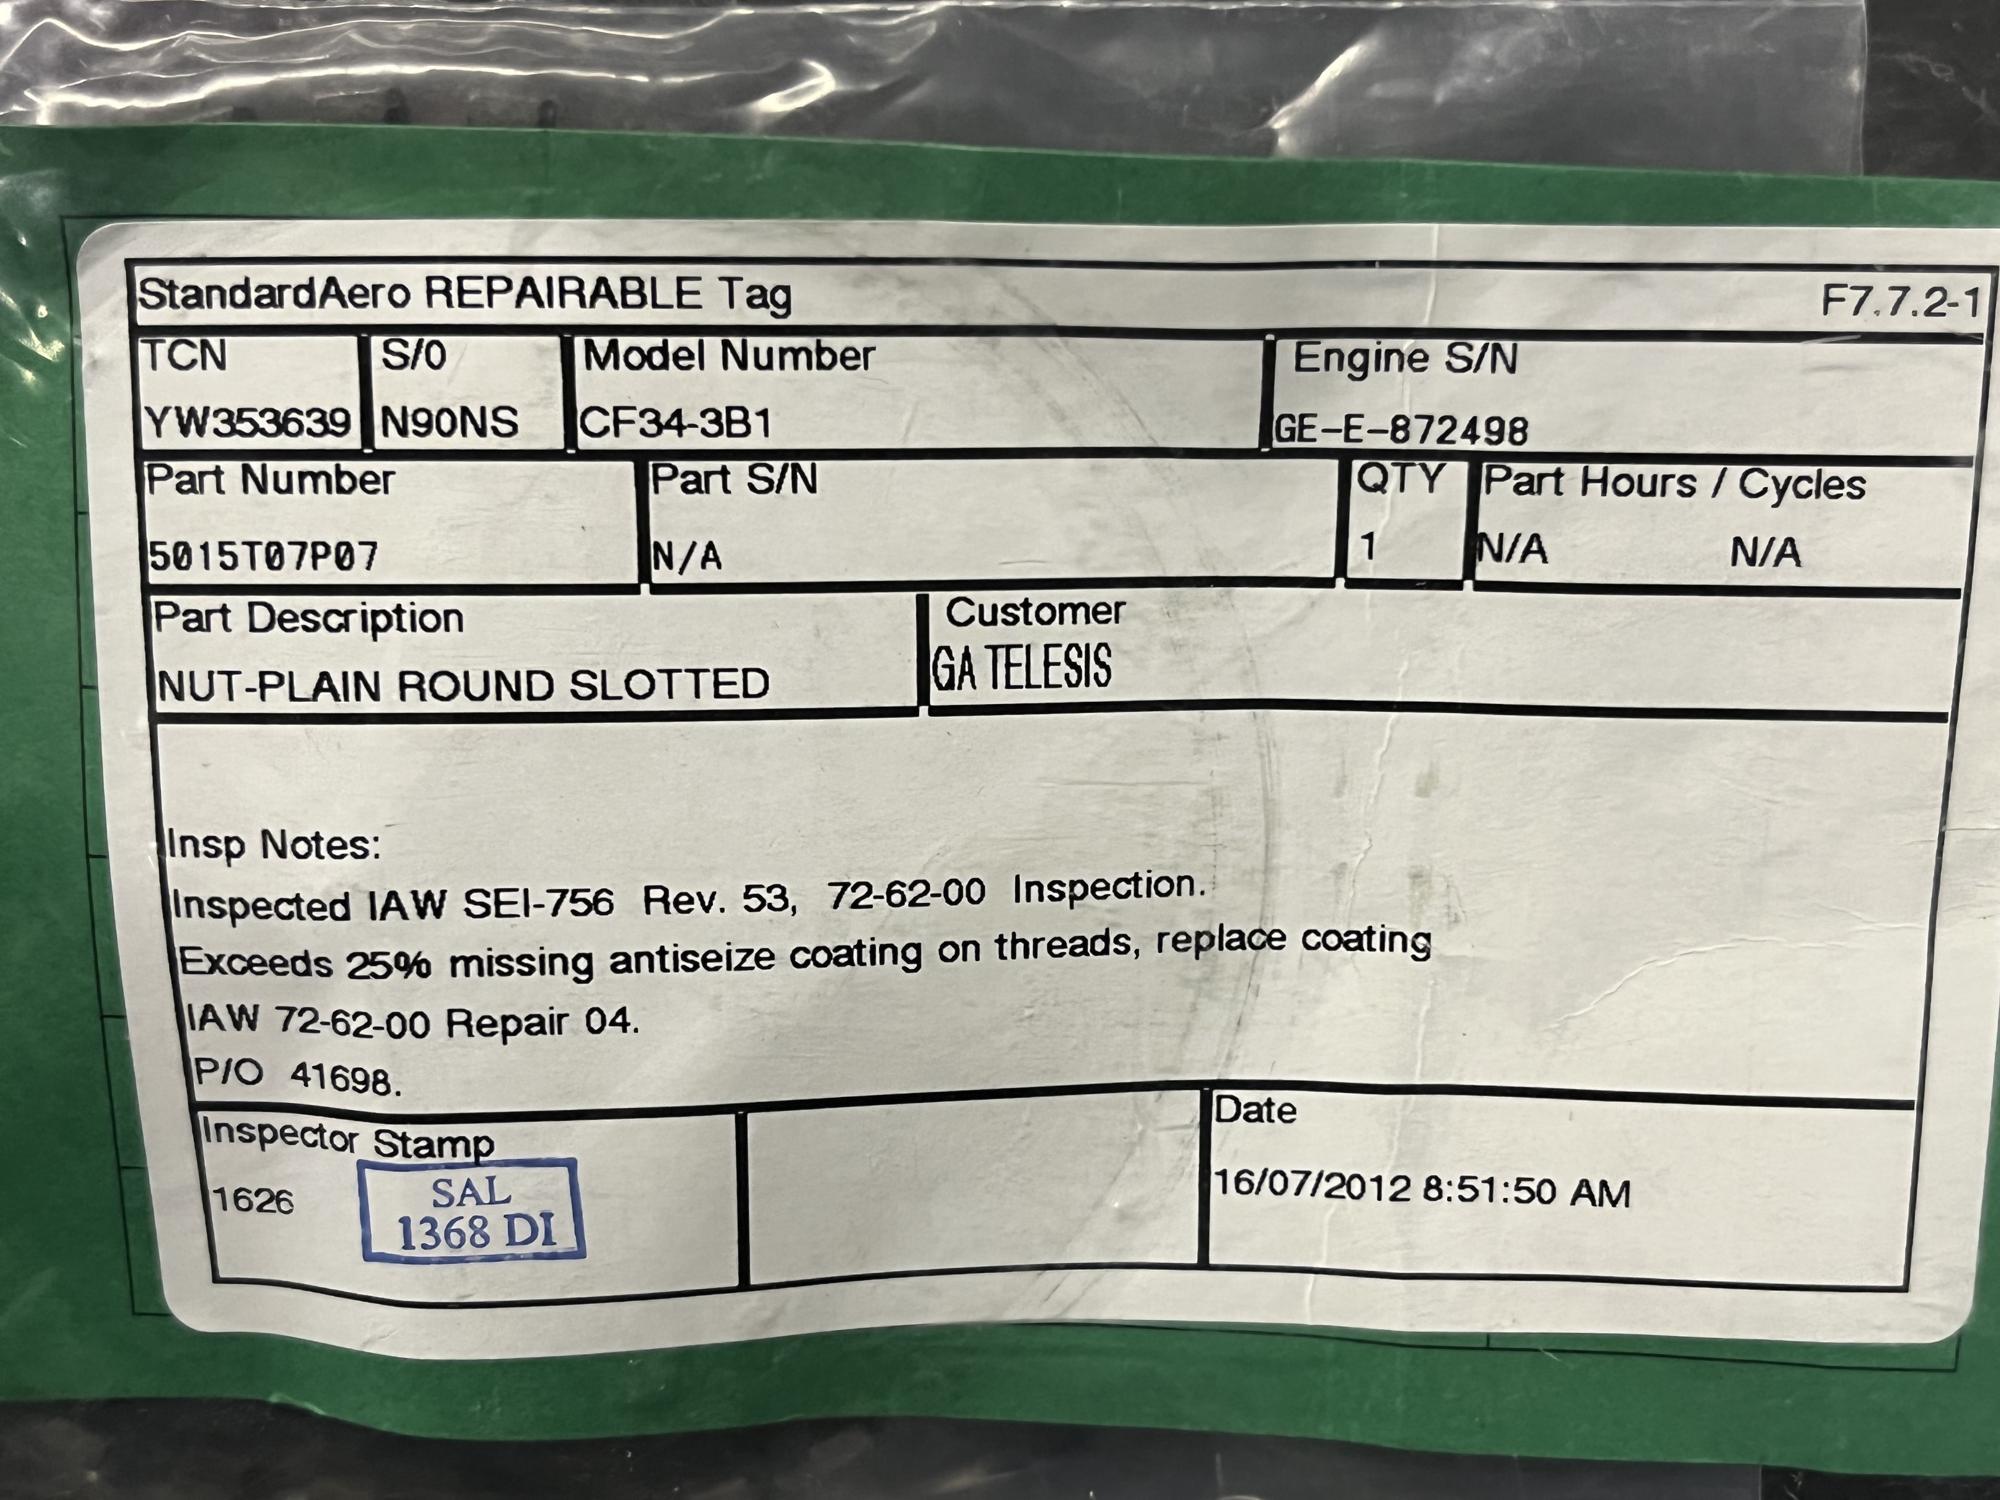 StandardAero REPAIRABLE Tag F7.7.2-1
TCN S/O Model Number Engine S/N
YW353639 N90NS CF34-3B1 GE-E-872498
Part Number Part S/N QTY Part Hours / Cycles
5015T07P07 N/A 1 N/A N/A
Part Description Customer
NUT-PLAIN ROUND SLOTTED GA TELESIS
Insp Notes:
Inspected IAW SEI-756 Rev. 53, 72-62-00 Inspection.
Exceeds 25% missing antiseize coating on threads, replace coating
IAW 72-62-00 Repair 04.
P/O 41698.
Inspector Stamp Date
1626 SAL 16/07/2012 8:51:50 AM
1368 DI